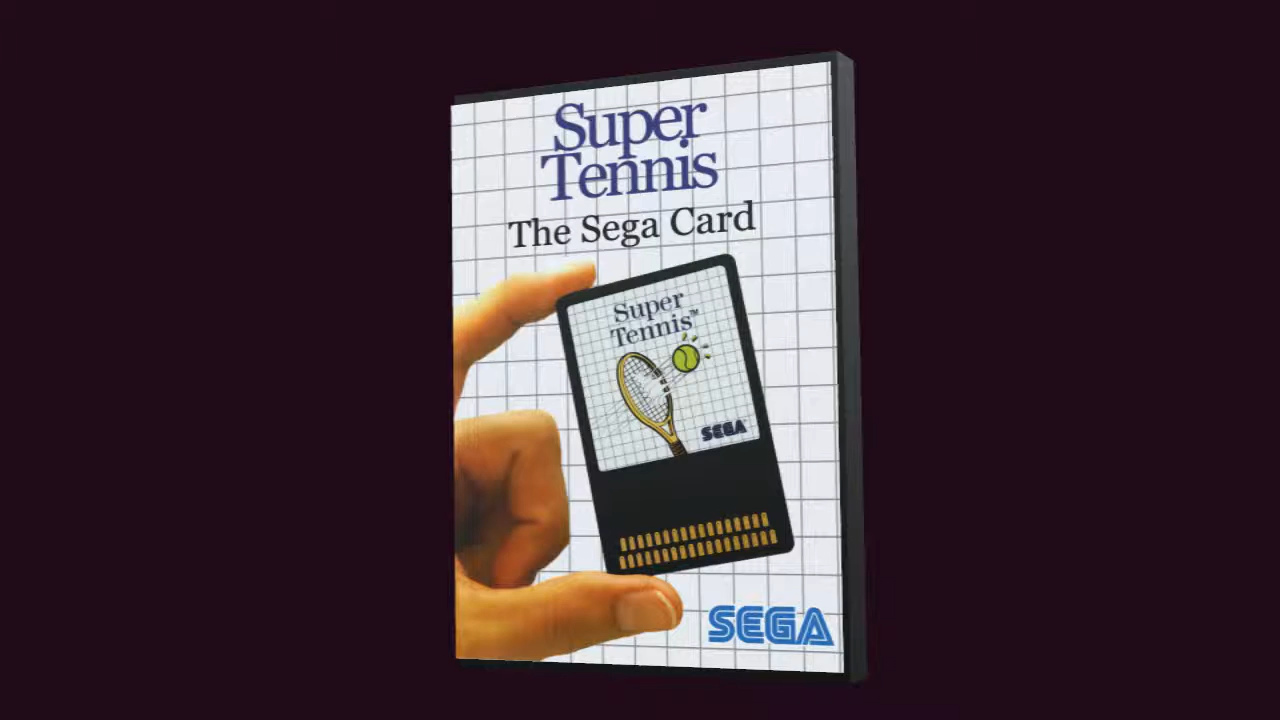 Super
Tennis
The Sega Card
Super
Tennis™
SEGA
SEGA